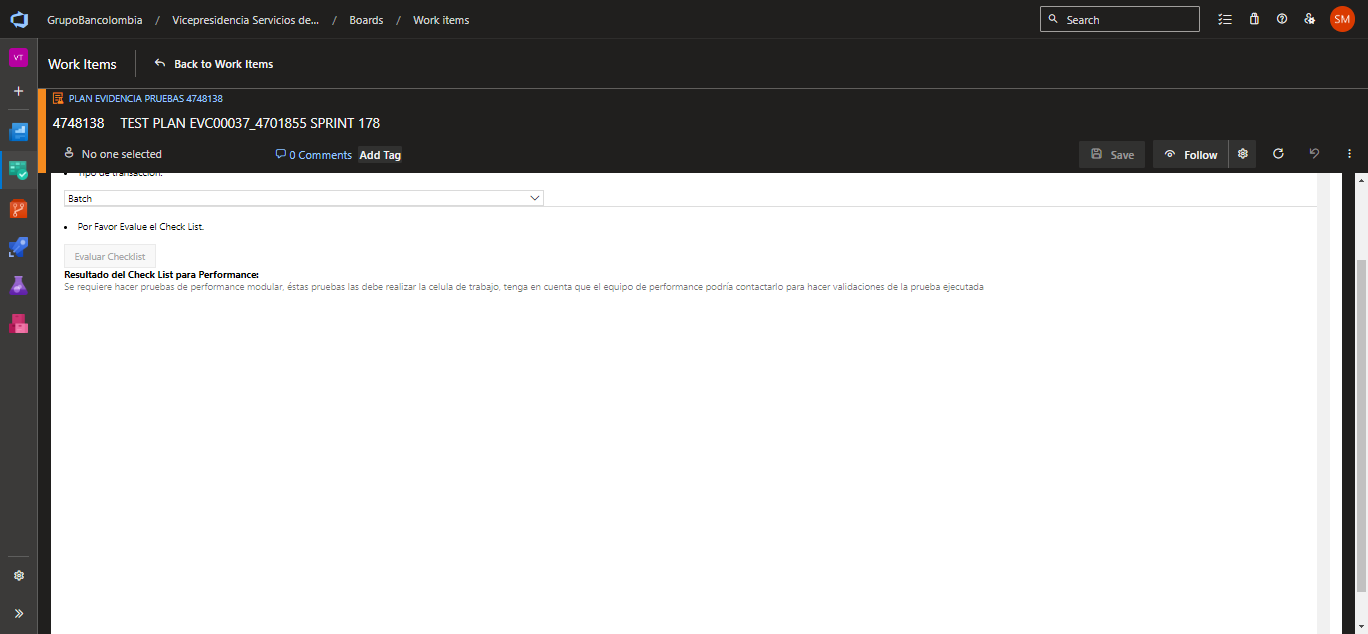 GrupoBancolombia / Vicepresidencia Servicios de... / Boards / Work items
Search
SM
VT
Work Items
Back to Work Items
PLAN EVIDENCIA PRUEBAS 4748138
4748138 TEST PLAN EVC00037_4701855 SPRINT 178
No one selected
0 Comments
Add Tag
Save
Follow
Tipo de transacción:
Batch
• Por Favor Evalue el Check List.
Evaluar Checklist
Resultado del Check List para Performance:
Se requiere hacer pruebas de performance modular, éstas pruebas las debe realizar la celula de trabajo, tenga en cuenta que el equipo de performance podría contactarlo para hacer validaciones de la prueba ejecutada